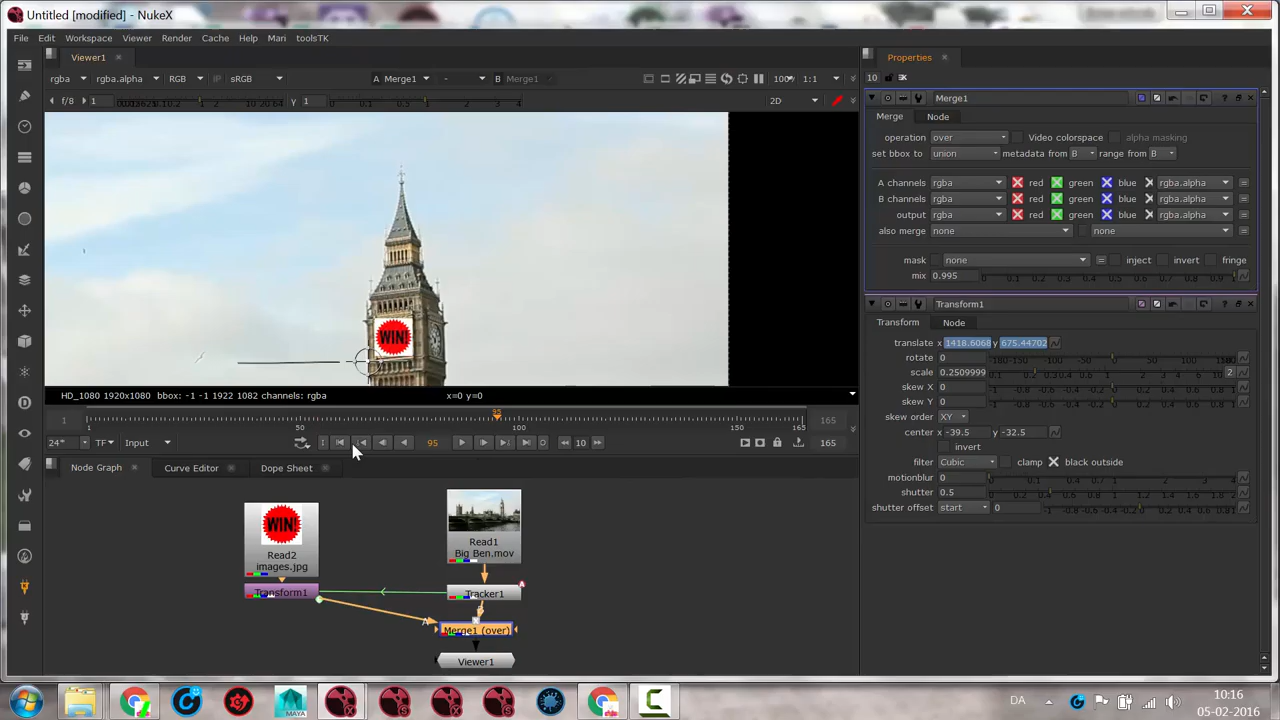 Untitled [modified] - NukeX
File Edit Workspace Viewer Render Cache Help Mari toolsTK
Viewer1
rgba rgba.alpha RGB IP sRGB A Merge1 - B Merge1 1:1
f/8 1 y 1 2D
WIN!
HD_1080 1920x1080 bbox: -1 -1 1922 1082 channels: rgba x=0 y=0
1 1 50 95 100 150 165 165
24* TF Input 95 10 165
Node Graph Curve Editor Dope Sheet
WIN!
Read2
images.jpg
Read1
Big Ben.mov
Transform1
Tracker1
A
Merge1 (over)
Viewer1
Properties
10
Merge1
Merge Node
operation over Video colorspace alpha masking
set bbox to union metadata from B range from B
A channels rgba red green blue rgba.alpha =
B channels rgba red green blue rgba.alpha =
output rgba red green blue rgba.alpha =
also merge none none
mask none = inject invert fringe
mix 0.995
Transform1
Transform Node
translate x 1418.6068 y 675.44702
rotate 0
scale 0.2509999 2
skew X 0
skew Y 0
skew order XY
center x -39.5 y -32.5
invert
filter Cubic clamp black outside
motionblur 0
shutter 0.5
shutter offset start 0
MAYA
DA
10:16
05-02-2016